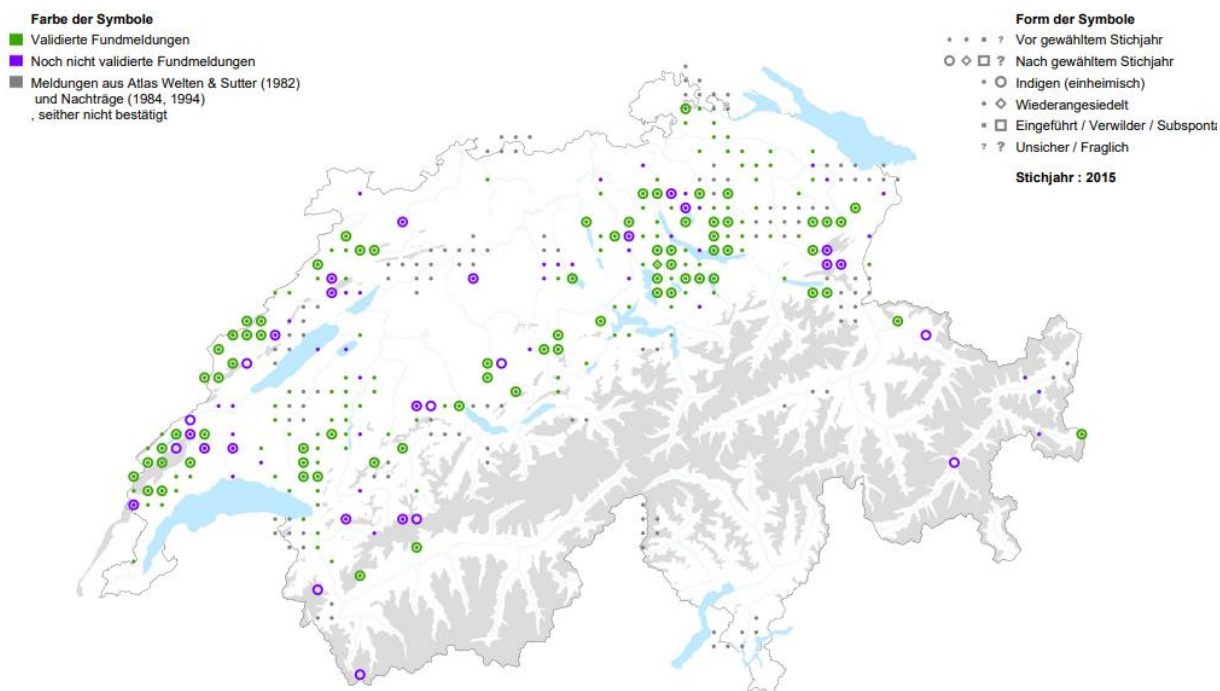 Farbe der Symbole
Validierte Fundmeldungen
Noch nicht validierte Fundmeldungen
Meldungen aus Atlas Welten & Sutter (1982)
und Nachträge (1984, 1994)
, seither nicht bestätigt
Form der Symbole
? Vor gewähltem Stichjahr
? Nach gewähltem Stichjahr
Indigen (einheimisch)
Wiederangesiedelt
Eingeführt / Verwilder / Subsponta
? ? Unsicher / Fraglich
Stichjahr : 2015